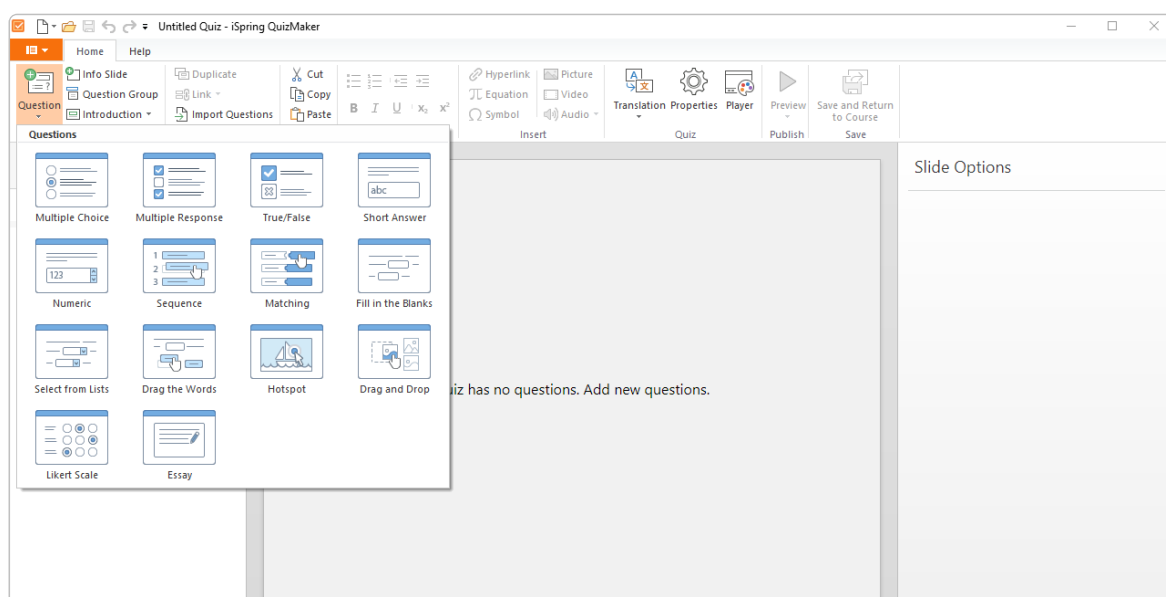 Untitled Quiz - iSpring QuizMaker
Home Help
Question
Info Slide
Question Group
Introduction
Duplicate
Link
Import Questions
Cut
Copy
Paste
B I U X₂ X²
Hyperlink
Equation
Symbol
Picture
Video
Audio
Insert
Translation Properties Player
Quiz
Preview
Publish
Save and Return
to Course
Save
Questions
Multiple Choice Multiple Response True/False Short Answer
abc
123
1
2
3
Numeric Sequence Matching Fill in the Blanks
Select from Lists Drag the Words Hotspot Drag and Drop
Likert Scale Essay
has no questions. Add new questions.
Slide Options